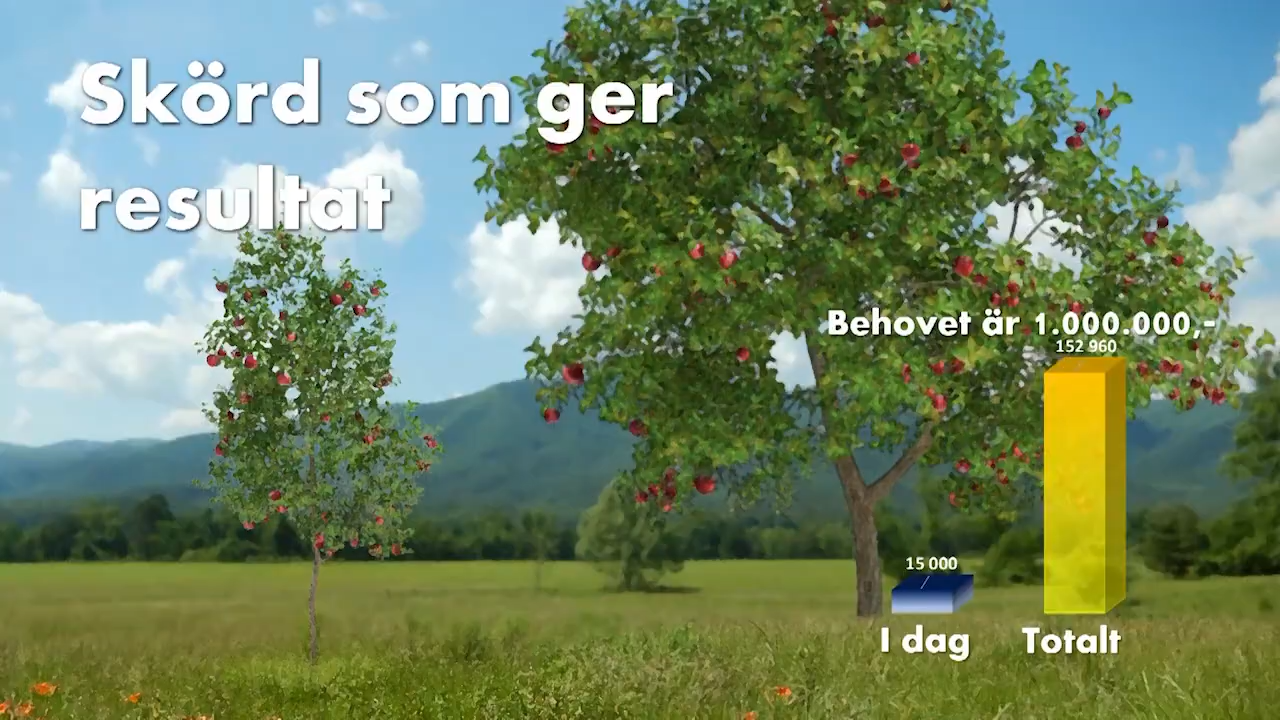 Skörd som ger
resultat
Behovet är 1.000.000,-
152 960
15 000
I dag
Totalt